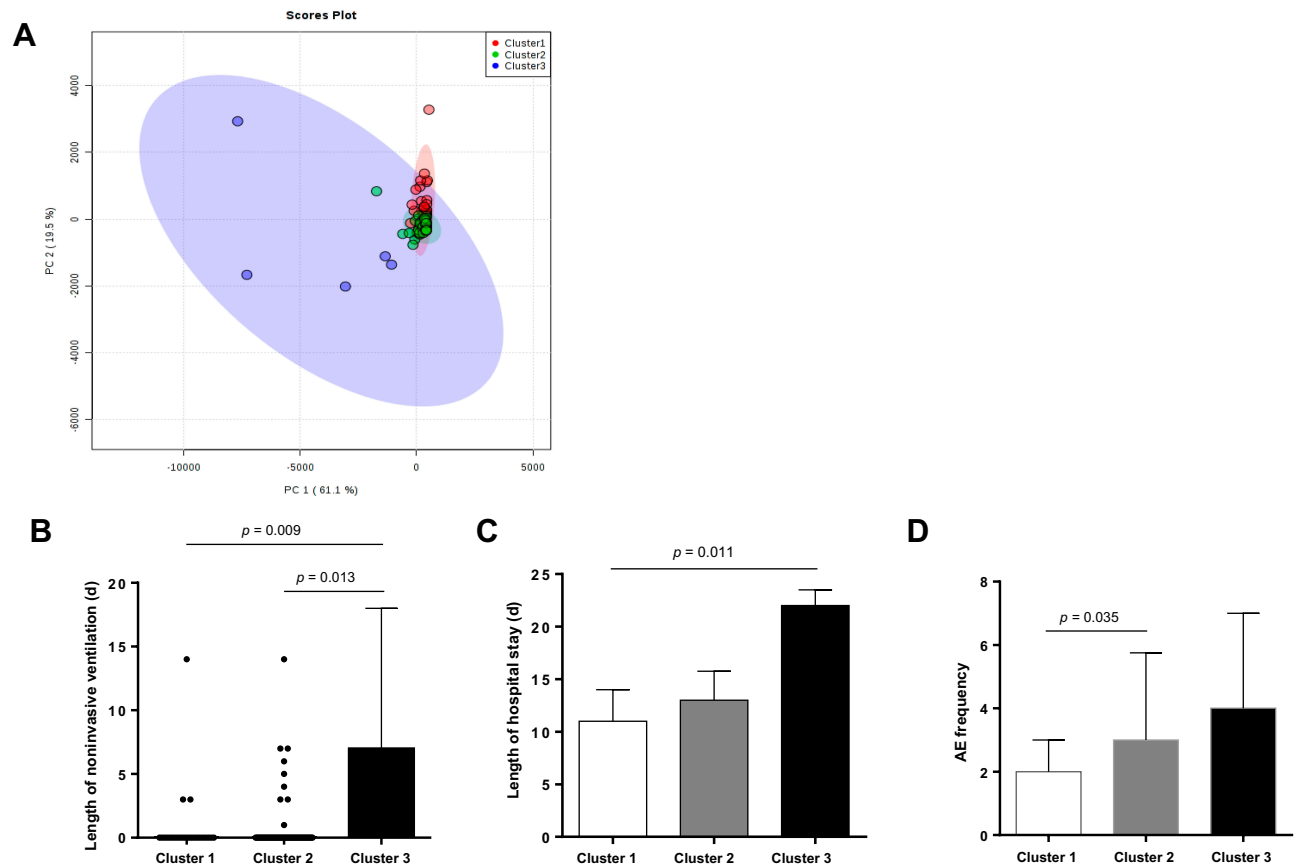 A
Scores Plot
Cluster1
Cluster2
Cluster3
PC 2 ( 19.5 %)
4000
2000
0
-2000
-4000
-6000
-10000
-5000
0
5000
PC 1 ( 61.1 %)
B
p = 0.009
p = 0.013
Length of noninvasive ventilation (d)
20
15
10
5
0
Cluster 1
Cluster 2
Cluster 3
C
p = 0.011
Length of hospital stay (d)
25
20
15
10
5
0
Cluster 1
Cluster 2
Cluster 3
D
p = 0.035
AE frequency
8
6
4
2
0
Cluster 1
Cluster 2
Cluster 3